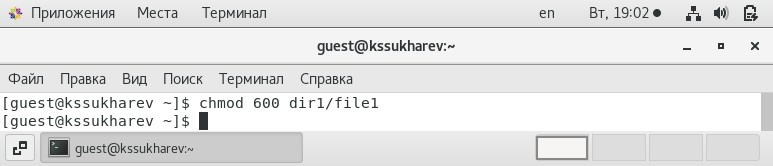 Приложения Места Терминал en Вт, 19:02
guest@kssukharev:~
Файл Правка Вид Поиск Терминал Справка
[guest@kssukharev ~]$ chmod 600 dir1/file1
[guest@kssukharev ~]$
guest@kssukharev:~